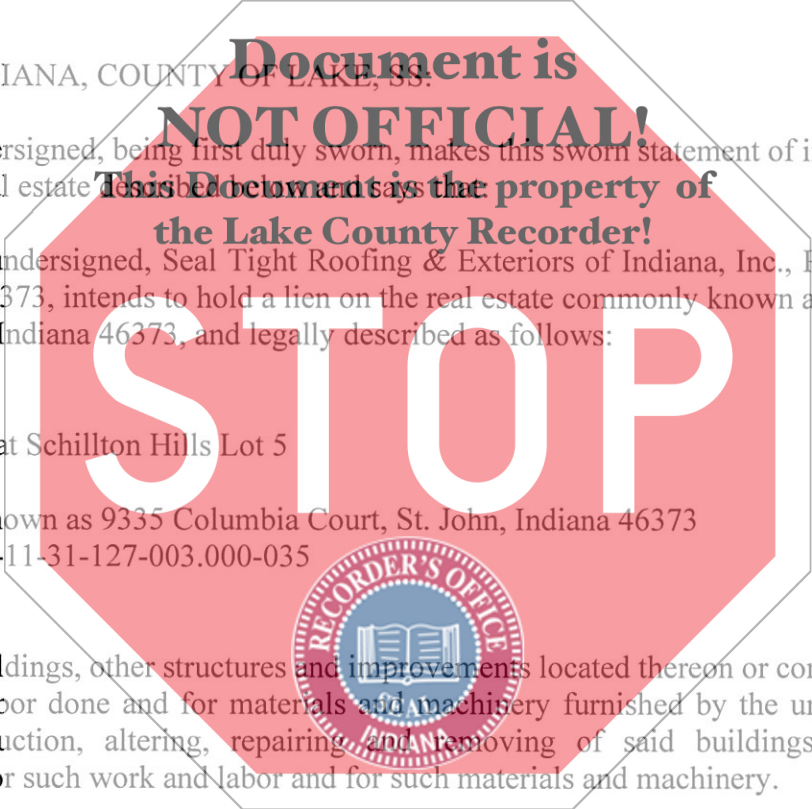 Document is
IANA, COUNTY OF LAKE, SS:
NOT OFFICIAL!
ersigned, being first duly sworn, makes this sworn statement of i
l estate described below and says that:
This Document is the property of
the Lake County Recorder!
ndersigned, Seal Tight Roofing & Exteriors of Indiana, Inc.,
373, intends to hold a lien on the real estate commonly known a
Indiana 46373, and legally described as follows:
STOP
at Schillton Hills Lot 5
own as 9335 Columbia Court, St. John, Indiana 46373
-11-31-127-003.000-035
RECORDER'S OFFICE
SEAL
INDIANA
ldings, other structures and improvements located thereon or con
bor done and for materials and machinery furnished by the un
uction, altering, repairing and removing of said buildings
or such work and labor and for such materials and machinery.